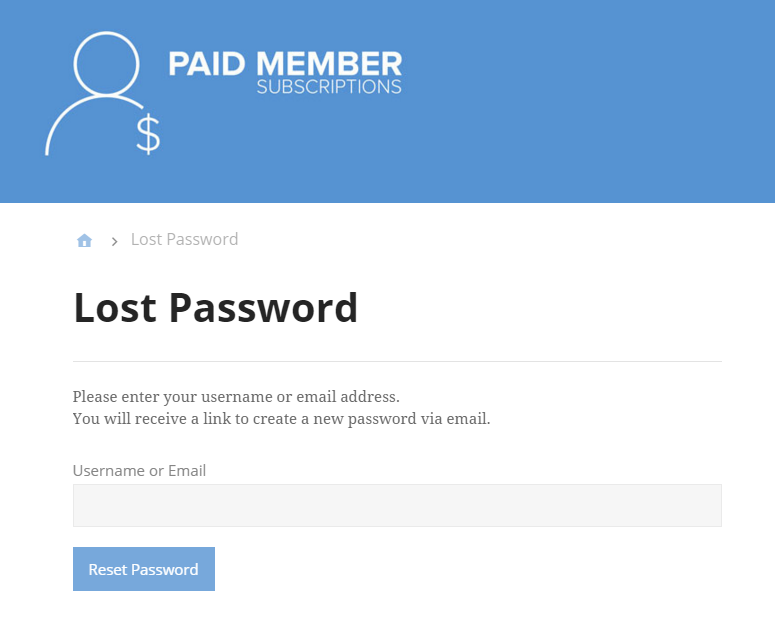 PAID MEMBER
SUBSCRIPTIONS
$
Lost Password
Lost Password
Please enter your username or email address.
You will receive a link to create a new password via email.
Username or Email
Reset Password